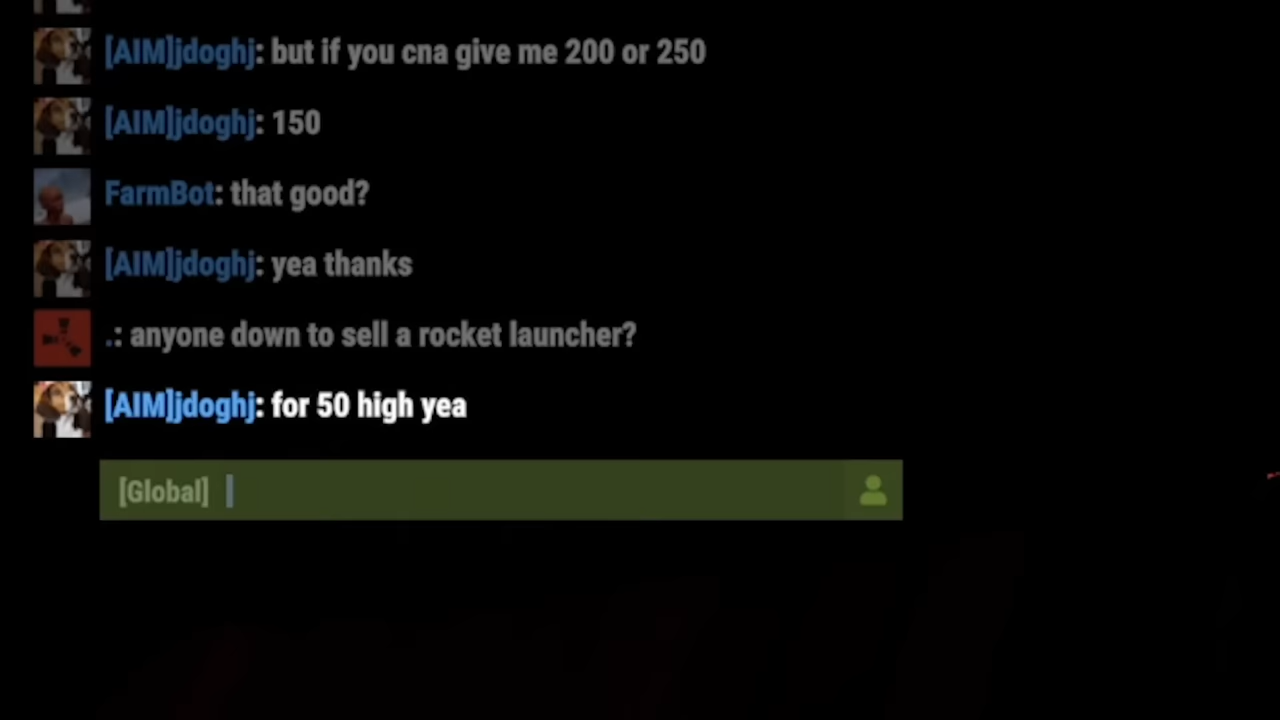 [AIM]jdoghj: but if you cna give me 200 or 250
[AIM]jdoghj: 150
FarmBot: that good?
[AIM]jdoghj: yea thanks
.: anyone down to sell a rocket launcher?
[AIM]jdoghj: for 50 high yea
[Global]